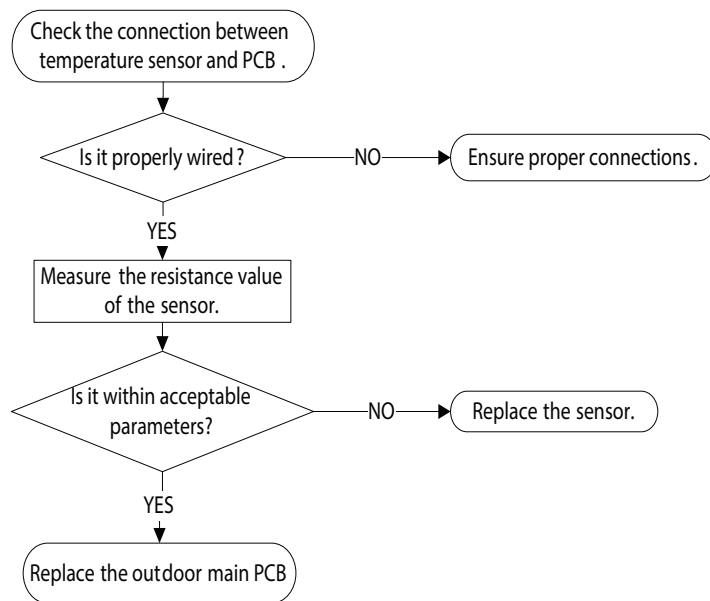 Check the connection between
temperature sensor and PCB .
Is it properly wired ?
NO
Ensure proper connections .
YES
Measure the resistance value
of the sensor.
Is it within acceptable
parameters?
NO
Replace the sensor.
YES
Replace the outdoor main PCB